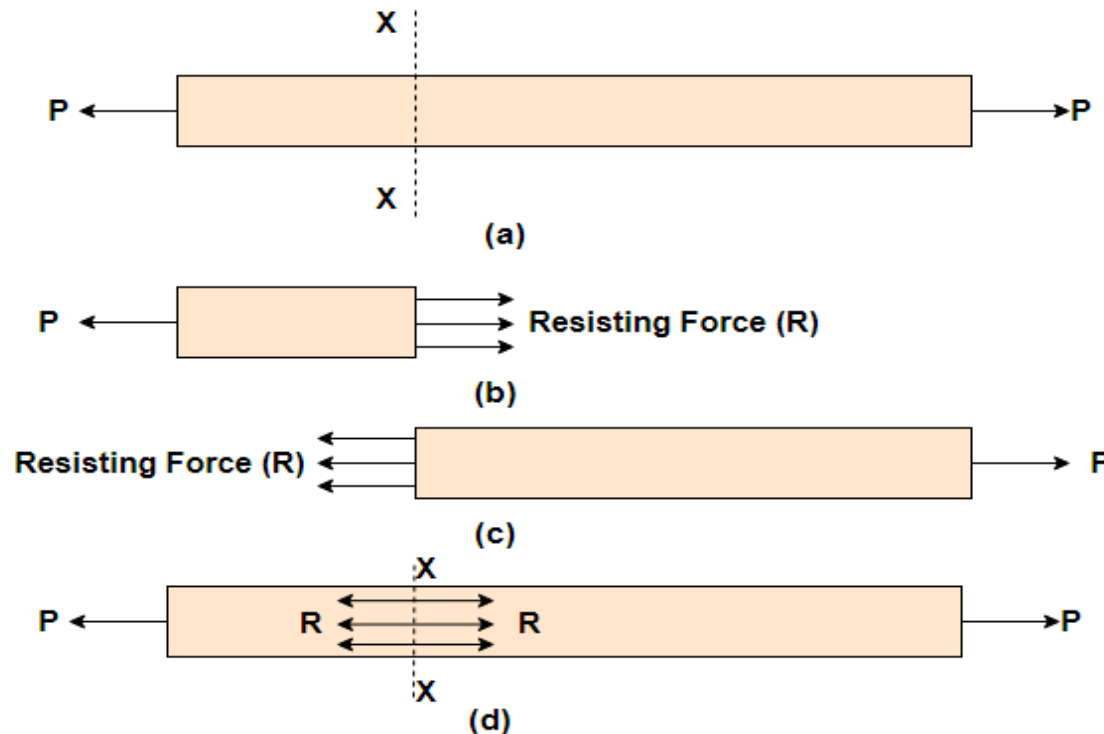 X
P P
X
(a)
P Resisting Force (R)
(b)
Resisting Force (R)
(c)
X
P R R P
X
(d)